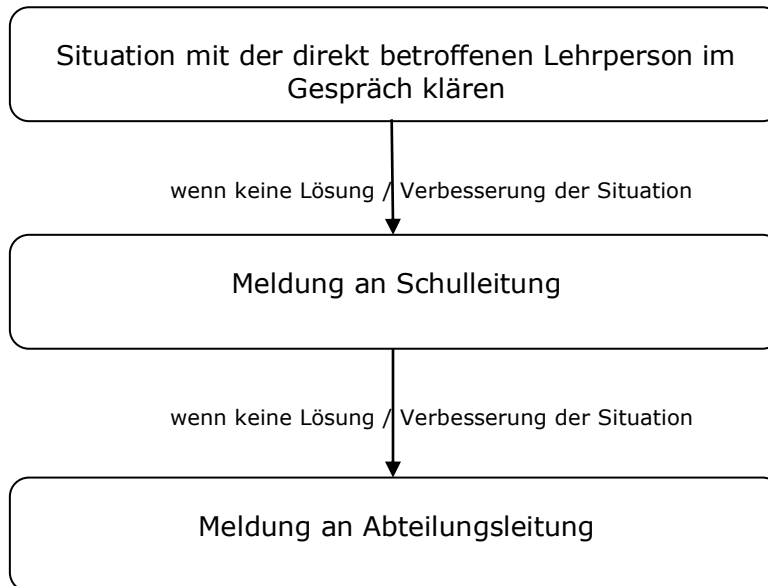 Situation mit der direkt betroffenen Lehrperson im
Gespräch klären
wenn keine Lösung / Verbesserung der Situation
Meldung an Schulleitung
wenn keine Lösung / Verbesserung der Situation
Meldung an Abteilungsleitung